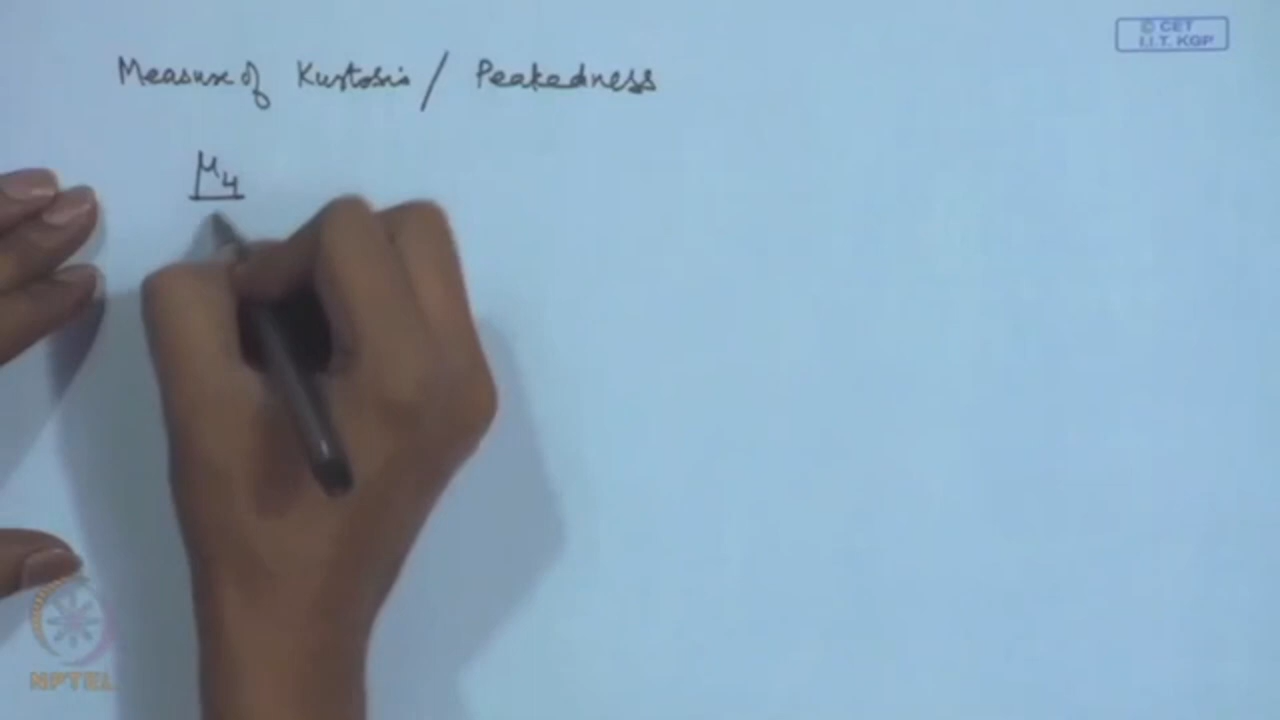 © CET
I.I.T. KGP
Measure of Kurtosis / Peakedness
μ4
NPTEL